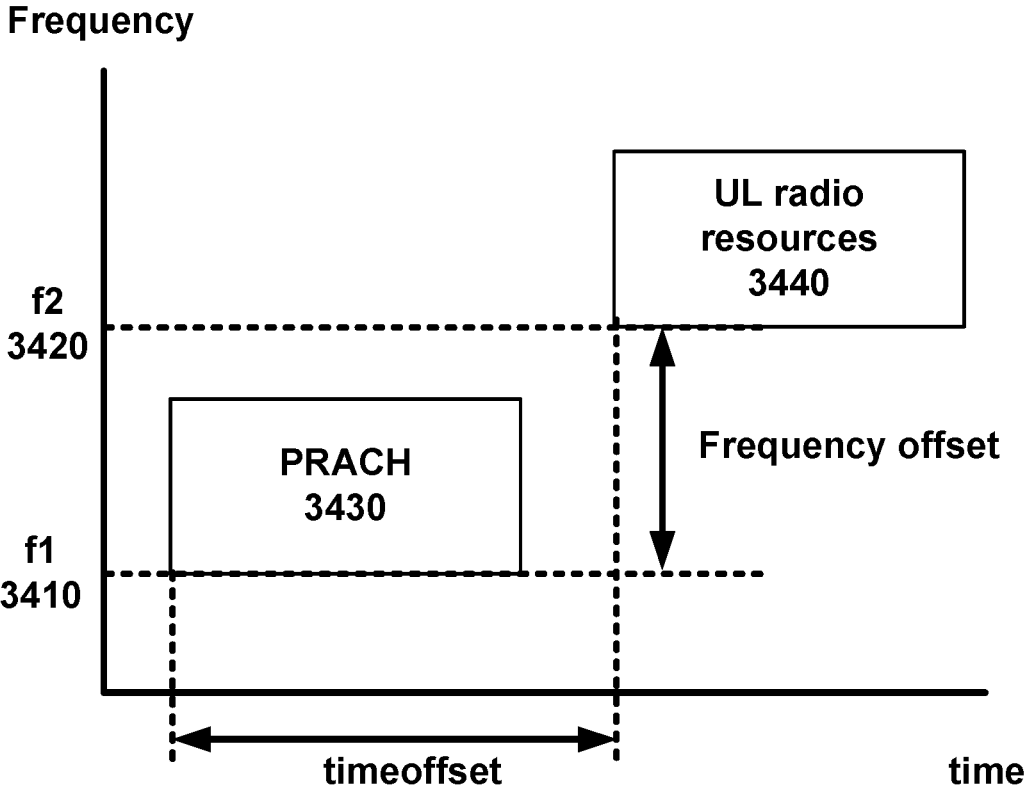 Frequency
UL radio
resources
3440
f2
3420
Frequency offset
PRACH
3430
f1
3410
timeoffset
time